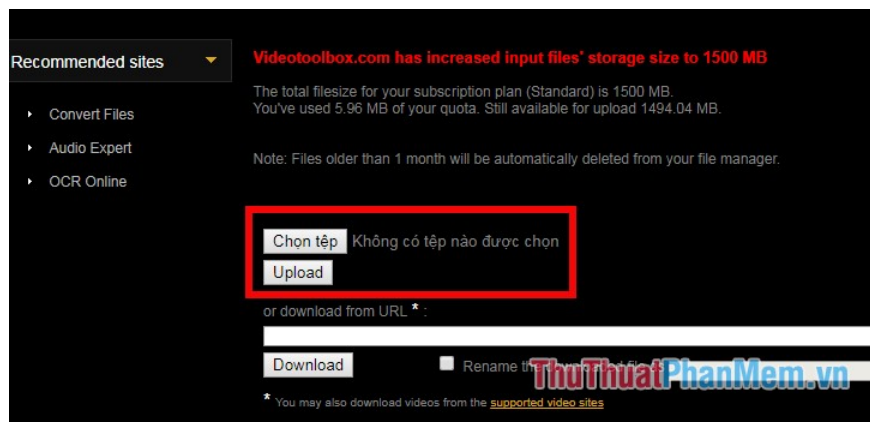 Recommended sites
Convert Files
Audio Expert
OCR Online
Videotoolbox.com has increased input files' storage size to 1500 MB
The total filesize for your subscription plan (Standard) is 1500 MB.
You've used 5.96 MB of your quota. Still available for upload 1494.04 MB.
Note: Files older than 1 month will be automatically deleted from your file manager.
Chọn tệp Không có tệp nào được chọn
Upload
or download from URL * :
Download Rename the downloaded file as
ThuThuatPhanMem.vn
* You may also download videos from the supported video sites